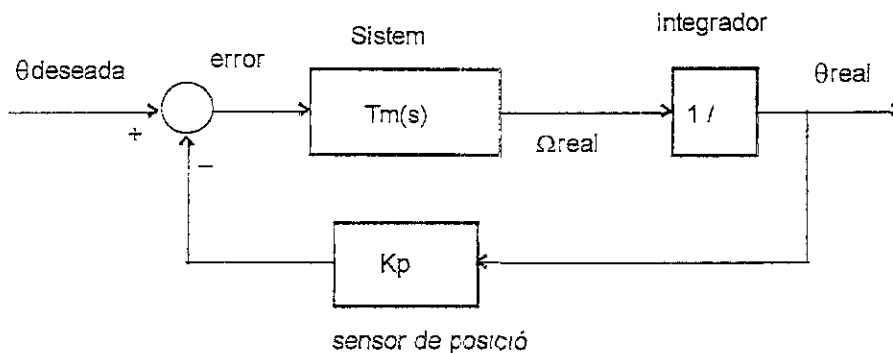 Sistem
integrador
θdeseada
error
θreal
Tm(s)
1 /
+
Ωreal
−
Kp
sensor de posició